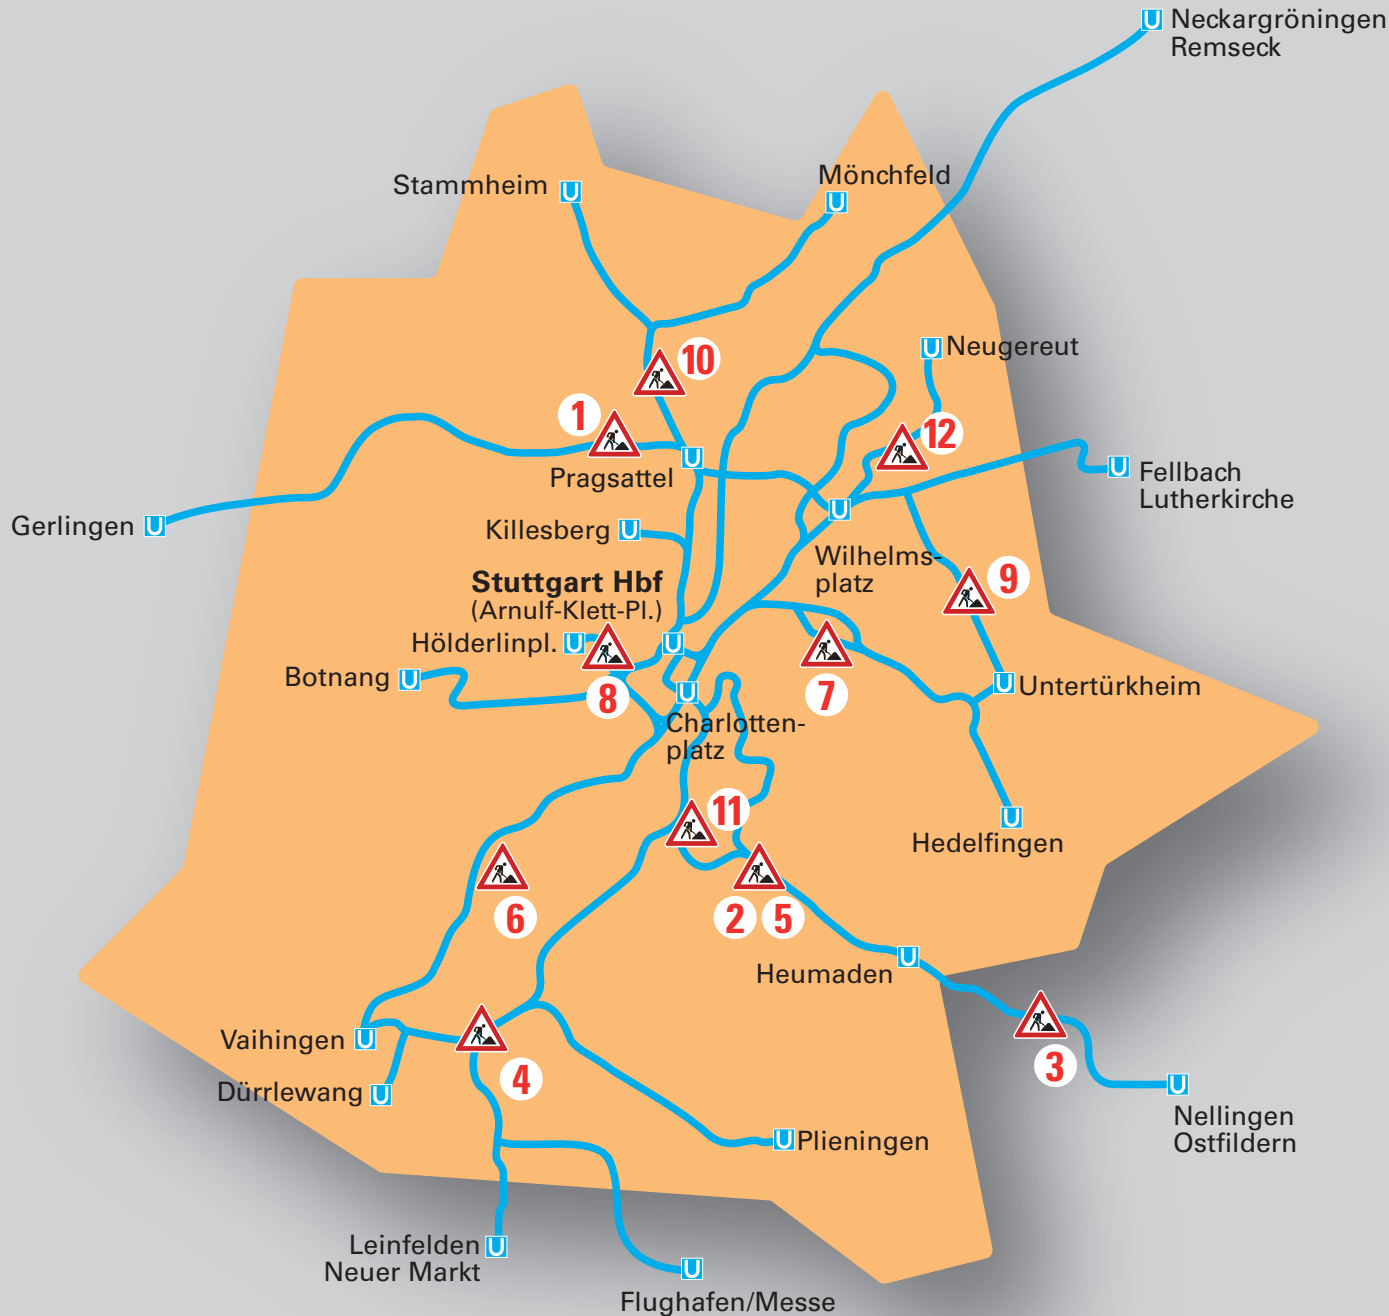 U Neckargröningen
Remseck
Mönchfeld
U
Stammheim U
U Neugereut
10
1
12
U
Pragsattel
U Fellbach
Lutherkirche
Gerlingen U
U
Killesberg U
Wilhelms-
platz
9
Stuttgart Hbf
(Arnulf-Klett-Pl.)
Hölderlinpl. U
U
Botnang U
8
U
Charlotten-
platz
7
U Untertürkheim
11
U
Hedelfingen
6
2 5
U
Heumaden
Vaihingen U
Dürrlewang U
4
3
U
Nellingen
Ostfildern
U Plieningen
Leinfelden U
Neuer Markt
U
Flughafen/Messe